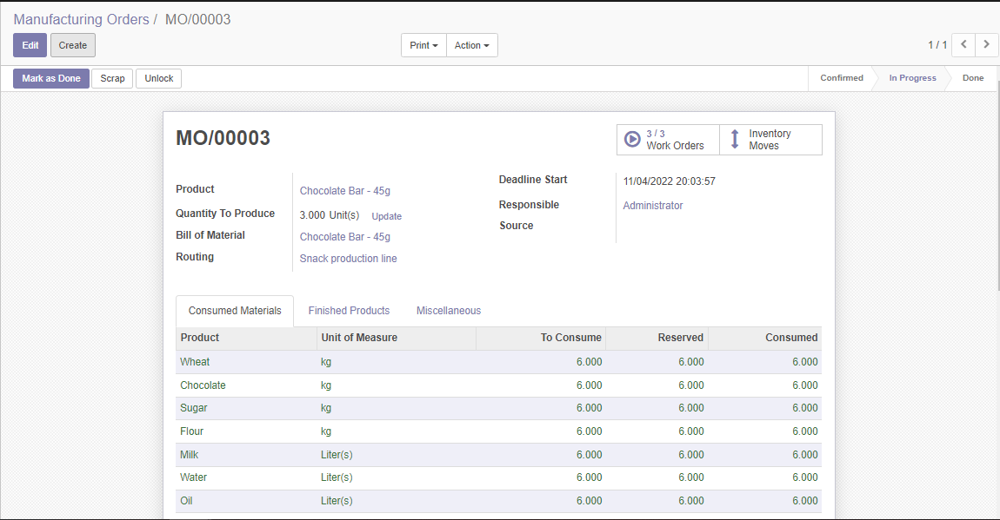 Manufacturing Orders / MO/00003
Edit Create Print Action 1 / 1
Mark as Done Scrap Unlock Confirmed In Progress Done
MO/00003
3 / 3
Work Orders
Inventory
Moves
Product Chocolate Bar - 45g
Quantity To Produce 3.000 Unit(s) Update
Bill of Material Chocolate Bar - 45g
Routing Snack production line
Deadline Start 11/04/2022 20:03:57
Responsible Administrator
Source
Consumed Materials Finished Products Miscellaneous
Product Unit of Measure To Consume Reserved Consumed
Wheat kg 6.000 6.000 6.000
Chocolate kg 6.000 6.000 6.000
Sugar kg 6.000 6.000 6.000
Flour kg 6.000 6.000 6.000
Milk Liter(s) 6.000 6.000 6.000
Water Liter(s) 6.000 6.000 6.000
Oil Liter(s) 6.000 6.000 6.000